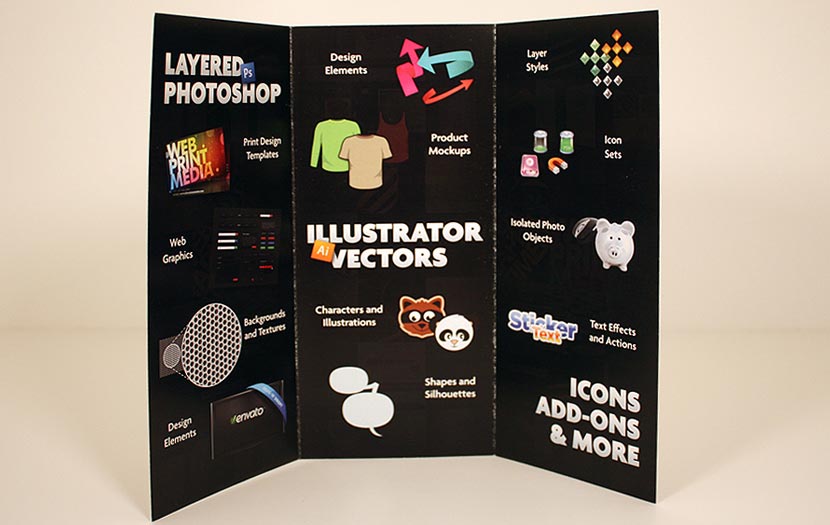 LAYERED
Ps
PHOTOSHOP
WEB
PRINT
MEDIA.
Print Design
Templates
Web
Graphics
Backgrounds
and Textures
Design
Elements
envato
Design
Elements
Product
Mockups
ILLUSTRATOR
Ai
VECTORS
Characters and
Illustrations
Shapes and
Silhouettes
Layer
Styles
Icon
Sets
Isolated Photo
Objects
Sticker
Text
Text Effects
and Actions
ICONS
ADD-ONS
& MORE